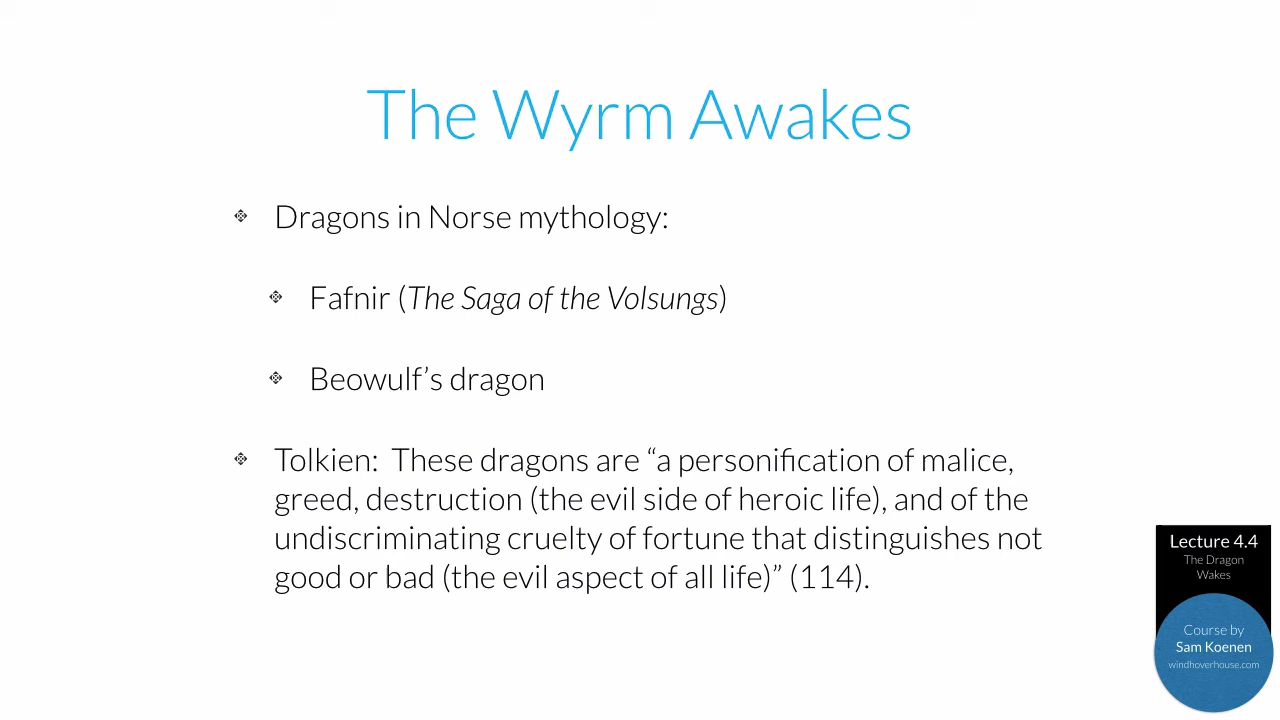 The Wyrm Awakes
Dragons in Norse mythology:
Fafnir (The Saga of the Volsungs)
Beowulf’s dragon
Tolkien:  These dragons are “a personification of malice,
greed, destruction (the evil side of heroic life), and of the
undiscriminating cruelty of fortune that distinguishes not
good or bad (the evil aspect of all life)” (114).
Lecture 4.4
The Dragon
Wakes
Course by
Sam Koenen
windhoverhouse.com